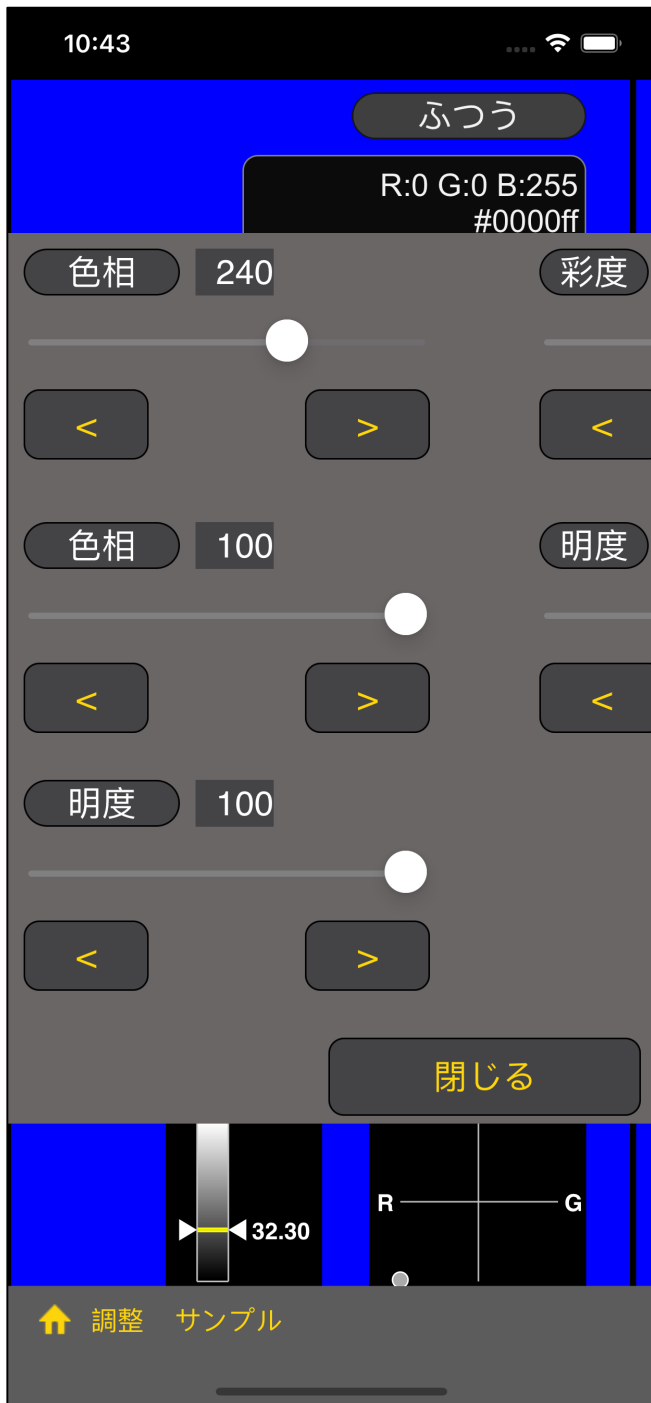 10:43
ふつう
R:0 G:0 B:255
#0000ff
色相 240 彩度
< > <
色相 100 明度
< > <
明度 100
< >
閉じる
32.30
R G
調整 サンプル